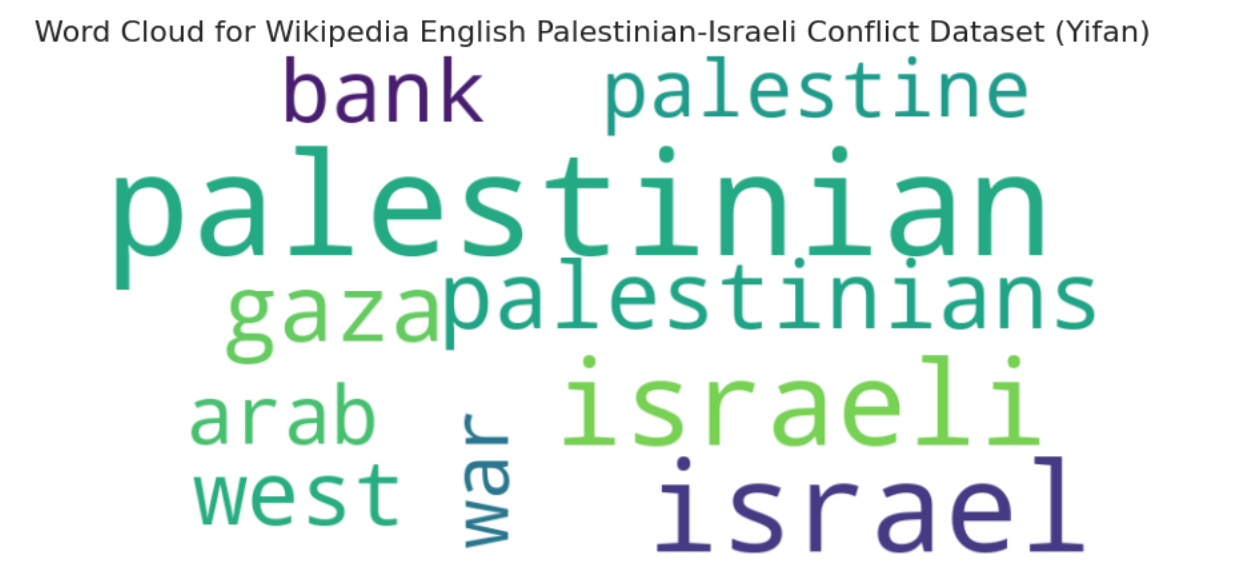 Word Cloud for Wikipedia English Palestinian-Israeli Conflict Dataset (Yifan)
bank palestine
palestinian
gaza palestinians
arab israeli
war
west israel